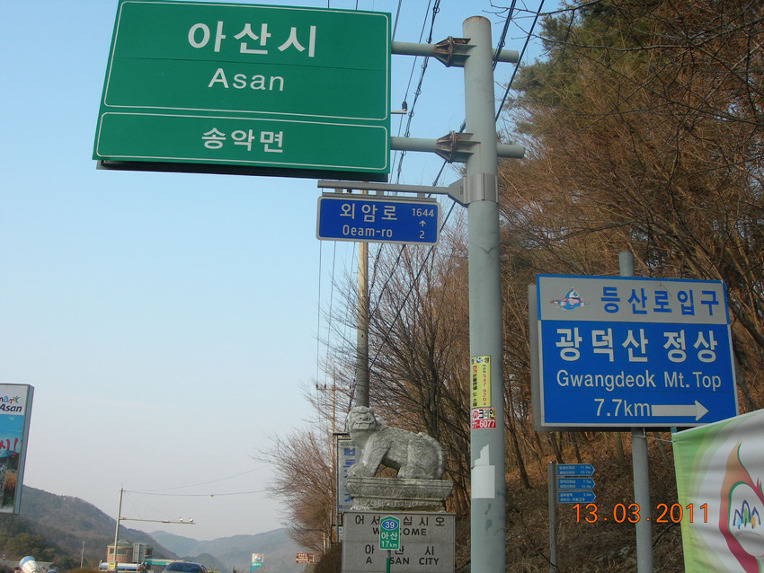 아산시
Asan
송악면
외암로
Oeam-ro
1644
↑
2
등산로입구
광덕산 정상
Gwangdeok Mt. Top
7.7km →
Asan
6077
39
아산
17km
어서 십시오
WELCOME
아 산 시
ASAN CITY
13.03.2011